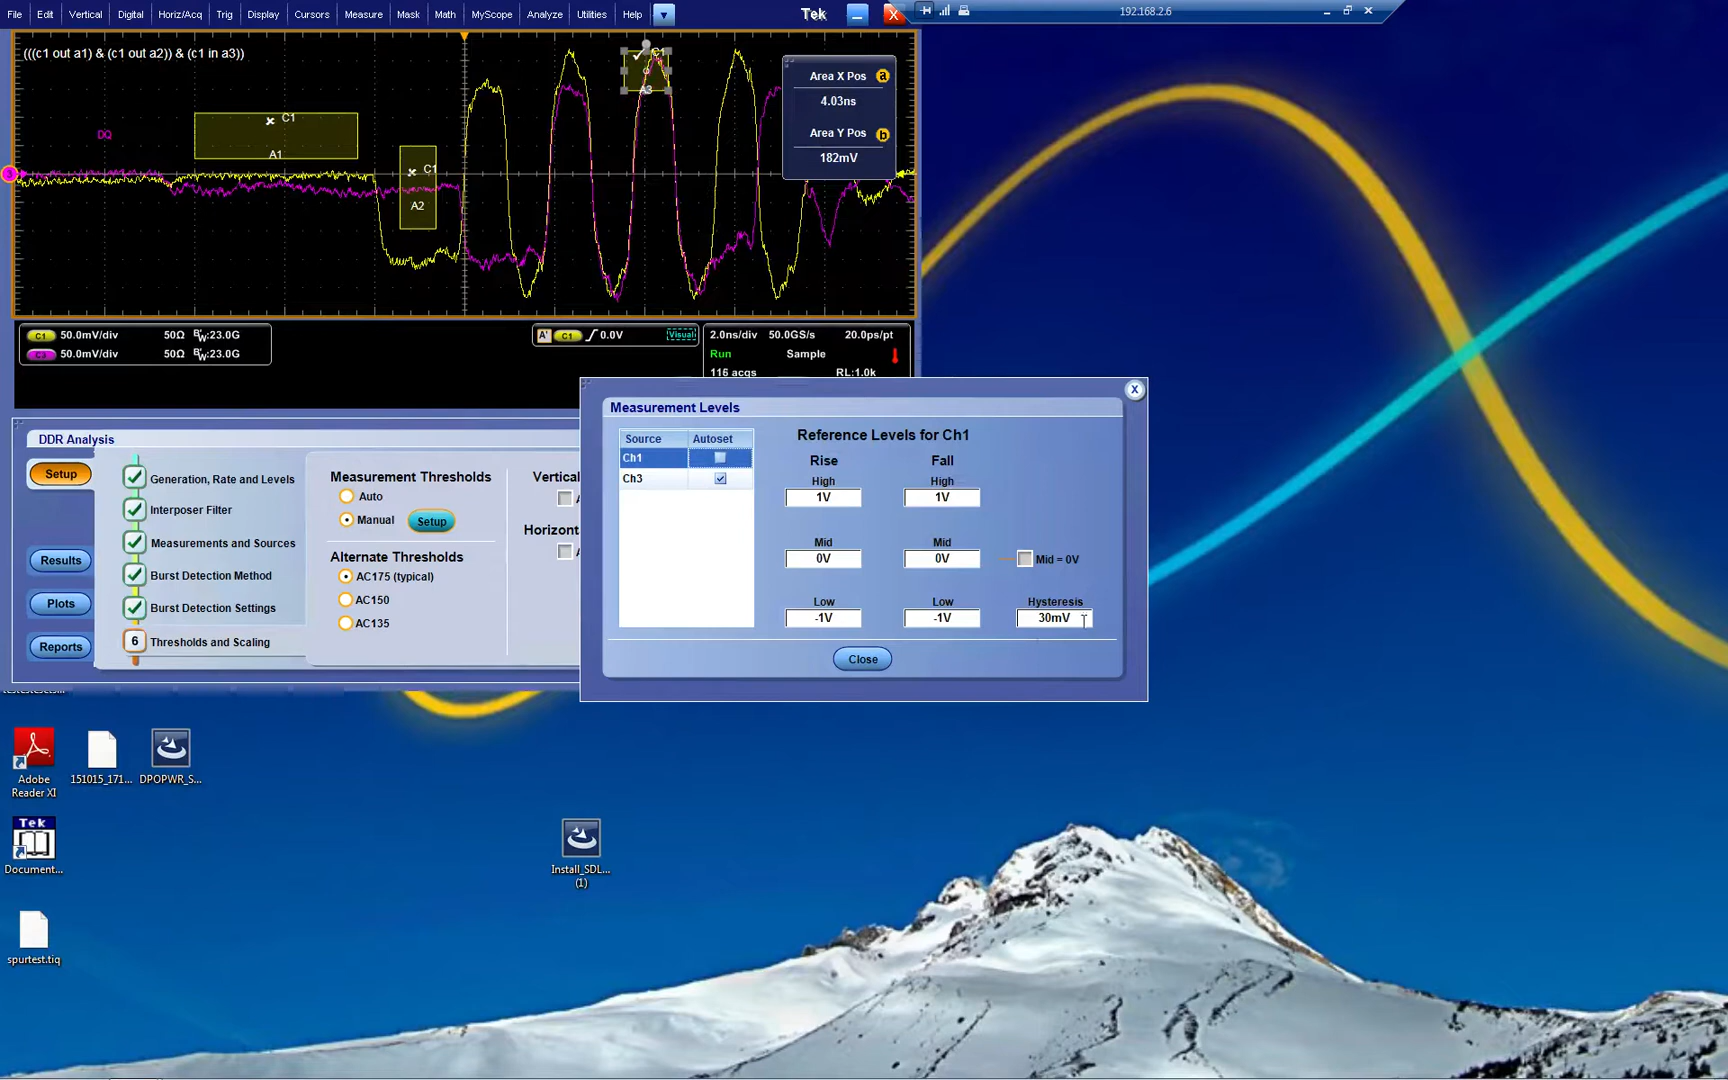 File Edit Vertical Digital Horiz/Acq Trig Display Cursors Measure Mask Math MyScope Analyze Utilities Help Tek X
192.168.2.6
(((c1 out a1) & (c1 out a2)) & (c1 in a3))
C1
A3
Area X Pos a
4.03ns
Area Y Pos b
182mV
DQ
C1
A1
C1
A2
3
C1 50.0mV/div 50Ω BW:23.0G
C3 50.0mV/div 50Ω BW:23.0G
A' C1 0.0V Visual
2.0ns/div 50.0GS/s 20.0ps/pt
Run Sample
116 acqs RL:1.0k
DDR Analysis
Setup
Results
Plots
Reports
Generation, Rate and Levels
Interposer Filter
Measurements and Sources
Burst Detection Method
Burst Detection Settings
6 Thresholds and Scaling
Measurement Thresholds
Auto
Manual Setup
Alternate Thresholds
AC175 (typical)
AC150
AC135
Vertical
Horizont
Measurement Levels
X
Source Autoset
Ch1
Ch3
Reference Levels for Ch1
Rise Fall
High High
1V 1V
Mid Mid
0V 0V Mid = 0V
Low Low Hysteresis
-1V -1V 30mV
Close
Adobe
Reader XI
151015_171...
DPOPWR_S...
Tek
Document...
Install_SDL...
(1)
spurtest.tiq